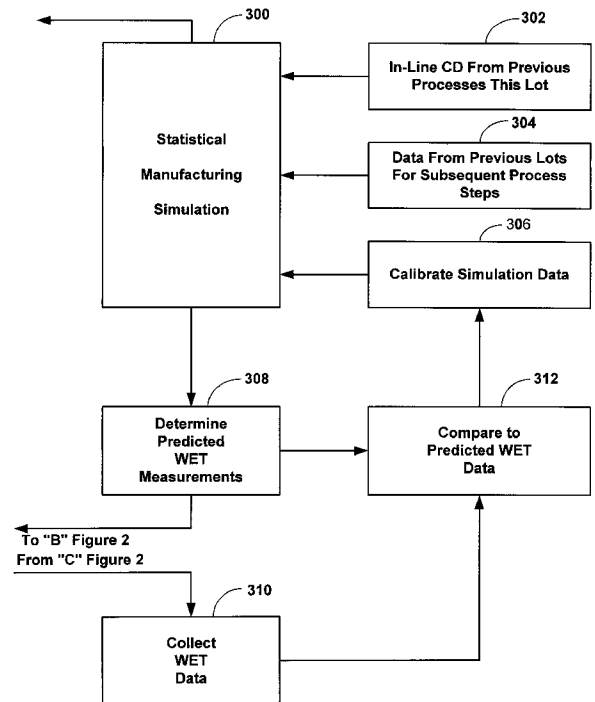 300
Statistical
Manufacturing
Simulation
302
In-Line CD From Previous
Processes This Lot
304
Data From Previous Lots
For Subsequent Process
Steps
306
Calibrate Simulation Data
308
Determine
Predicted
WET
Measurements
312
Compare to
Predicted WET
Data
To "B" Figure 2
From "C" Figure 2
310
Collect
WET
Data